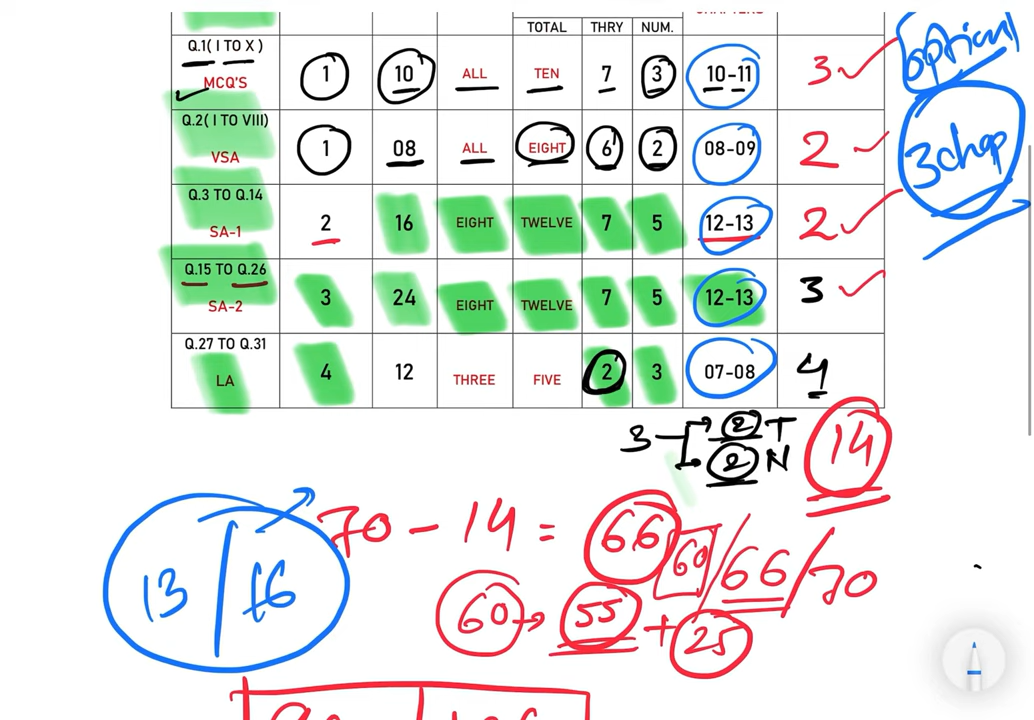 TOTAL THRY NUM.
Q.1( I TO X )
MCQ'S 1 10 ALL TEN 7 3 10-11 3
optional
Q.2( I TO VIII)
VSA 1 08 ALL EIGHT 6 2 08-09 2
3 chap
Q.3 TO Q.14
SA-1 2 16 EIGHT TWELVE 7 5 12-13 2
Q.15 TO Q.26
SA-2 3 24 EIGHT TWELVE 7 5 12-13 3
Q.27 TO Q.31
LA 4 12 THREE FIVE 2 3 07-08 4
3 2 T
2 N
14
70 - 14 = 66
60/66/70
13 | 16
60 → 55 + 25